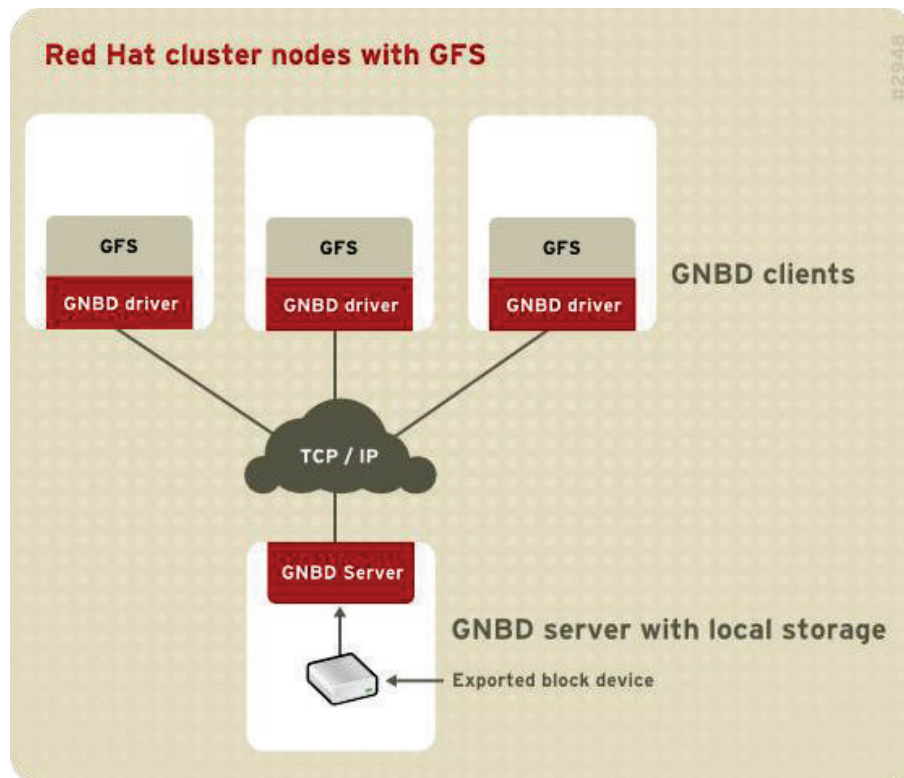 Red Hat cluster nodes with GFS
#2948
GFS
GFS
GFS
GNBD driver
GNBD driver
GNBD driver
GNBD clients
TCP / IP
GNBD Server
GNBD server with local storage
Exported block device